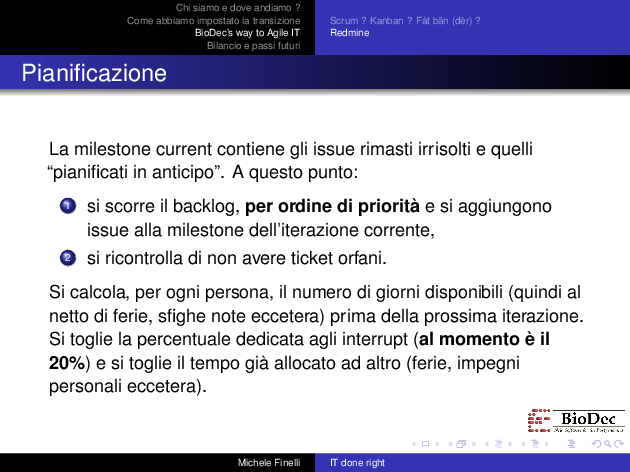 Chi siamo e dove andiamo ?
Come abbiamo impostato la transizione
BioDec's way to Agile IT
Bilancio e passi futuri
Scrum ? Kanban ? Fàt bān (dèr) ?
Redmine
Pianificazione
La milestone current contiene gli issue rimasti irrisolti e quelli
“pianificati in anticipo”. A questo punto:
1 si scorre il backlog, per ordine di priorità e si aggiungono
issue alla milestone dell'iterazione corrente,
2 si ricontrolla di non avere ticket orfani.
Si calcola, per ogni persona, il numero di giorni disponibili (quindi al
netto di ferie, sfighe note eccetera) prima della prossima iterazione.
Si toglie la percentuale dedicata agli interrupt (al momento è il
20%) e si toglie il tempo già allocato ad altro (ferie, impegni
personali eccetera).
BioDec
Michele Finelli
IT done right